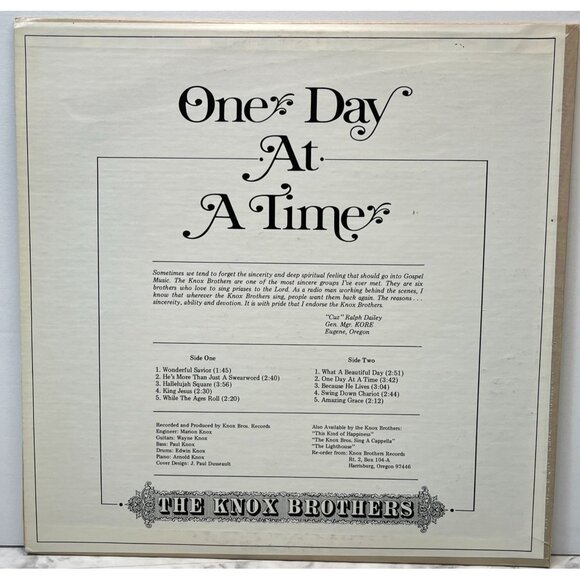 One Day
At
A Time
Sometimes we tend to forget the sincerity and deep spiritual feeling that should go into Gospel
Music. The Knox Brothers are one of the most sincere groups I've ever met. They are six
brothers who love to sing priases to the Lord. As a radio man working behind the scenes, I
know that wherever the Knox Brothers sing, people want them back again. The reasons . . .
sincereity, ability and devotion. It is with pride that I endorse the Knox Brothers.
"Cuz" Ralph Dailey
Gen. Mgr. KORE
Eugene, Oregon
Side One
1. Wonderful Savior (1:45)
2. He's More Than Just A Swearword (2:40)
3. Hallelujah Square (3:56)
4. King Jesus (2:30)
5. While The Ages Roll (2:20)
Side Two
1. What A Beautiful Day (2:51)
2. One Day At A Time (3:42)
3. Because He Lives (3:04)
4. Swing Down Chariot (2:44)
5. Amazing Grace (2:12)
Recorded and Produced by Knox Bros. Records
Engineer: Marion Knox
Guitars: Wayne Knox
Bass: Paul Knox
Drums: Edwin Knox
Piano: Arnold Knox
Cover Design: J. Paul Dusseault
Also Available by the Knox Brothers:
"This Kind of Happiness"
"The Knox Bros. Sing A Cappella"
"The Lighthouse"
Re-order from: Knox Brothers Records
Rt. 2, Box 104-A
Harrisburg, Oregon 97446
THE KNOX BROTHERS